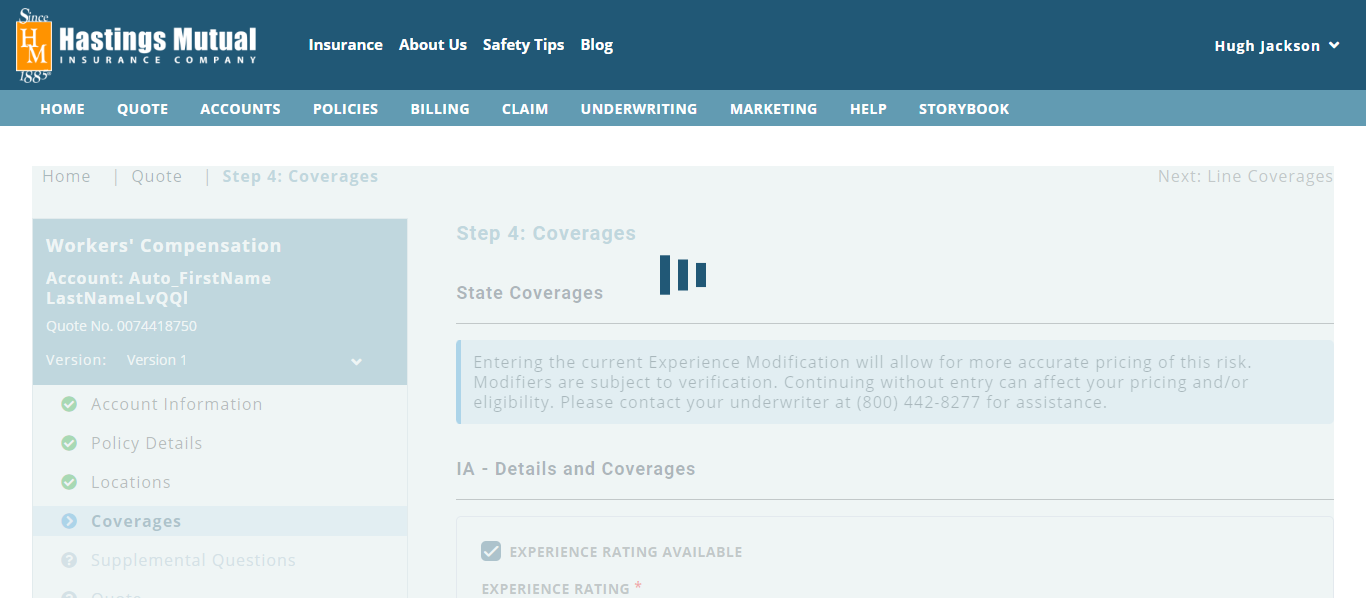 Since
HM
1885
Hastings Mutual
INSURANCE COMPANY
Insurance About Us Safety Tips Blog
Hugh Jackson
HOME QUOTE ACCOUNTS POLICIES BILLING CLAIM UNDERWRITING MARKETING HELP STORYBOOK
Home | Quote | Step 4: Coverages
Next: Line Coverages
Workers' Compensation
Account: Auto_FirstName
LastNameLvQQl
Quote No. 0074418750
Version: Version 1
Account Information
Policy Details
Locations
Coverages
Supplemental Questions
Quote
Step 4: Coverages
State Coverages
Entering the current Experience Modification will allow for more accurate pricing of this risk.
Modifiers are subject to verification. Continuing without entry can affect your pricing and/or
eligibility. Please contact your underwriter at (800) 442-8277 for assistance.
IA - Details and Coverages
EXPERIENCE RATING AVAILABLE
EXPERIENCE RATING *